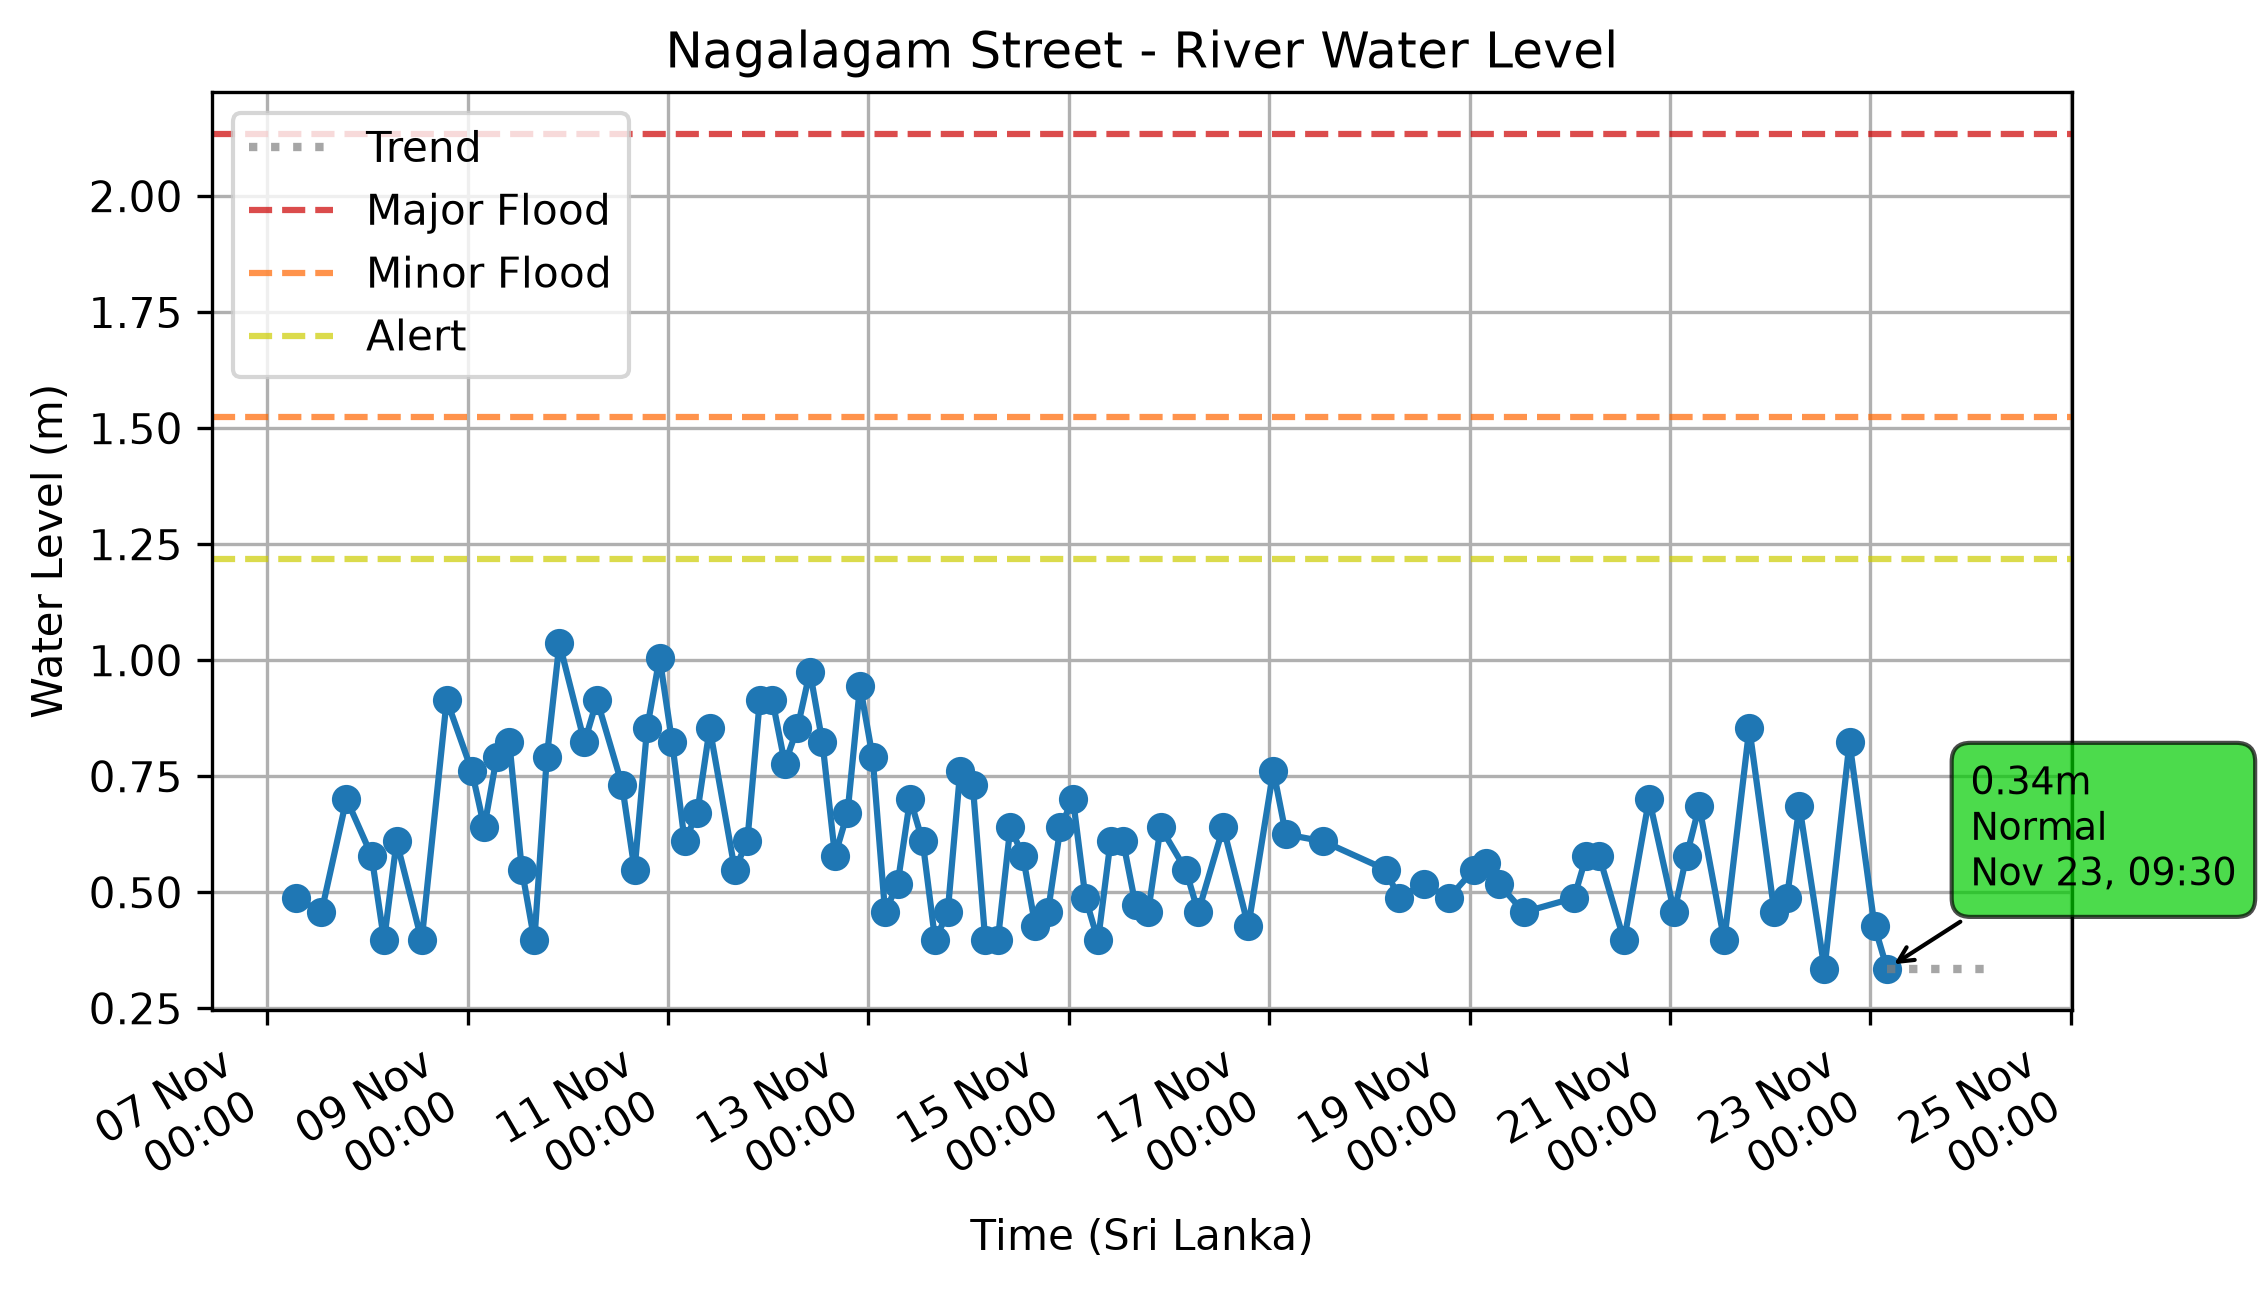 Nagalagam Street - River Water Level
Trend
Major Flood
Minor Flood
Alert
Water Level (m)
2.00
1.75
1.50
1.25
1.00
0.75
0.50
0.25
0.34m
Normal
Nov 23, 09:30
07 Nov
00:00
09 Nov
00:00
11 Nov
00:00
13 Nov
00:00
15 Nov
00:00
17 Nov
00:00
19 Nov
00:00
21 Nov
00:00
23 Nov
00:00
25 Nov
00:00
Time (Sri Lanka)